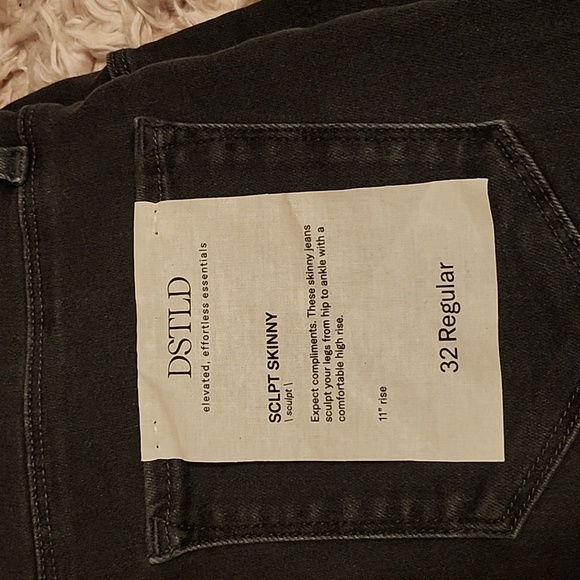 DSTLD
elevated, effortless essentials
SCLPT SKINNY
\ sculpt \
Expect compliments. These skinny jeans
sculpt your legs from hip to ankle with a
comfortable high rise.
11" rise
32 Regular